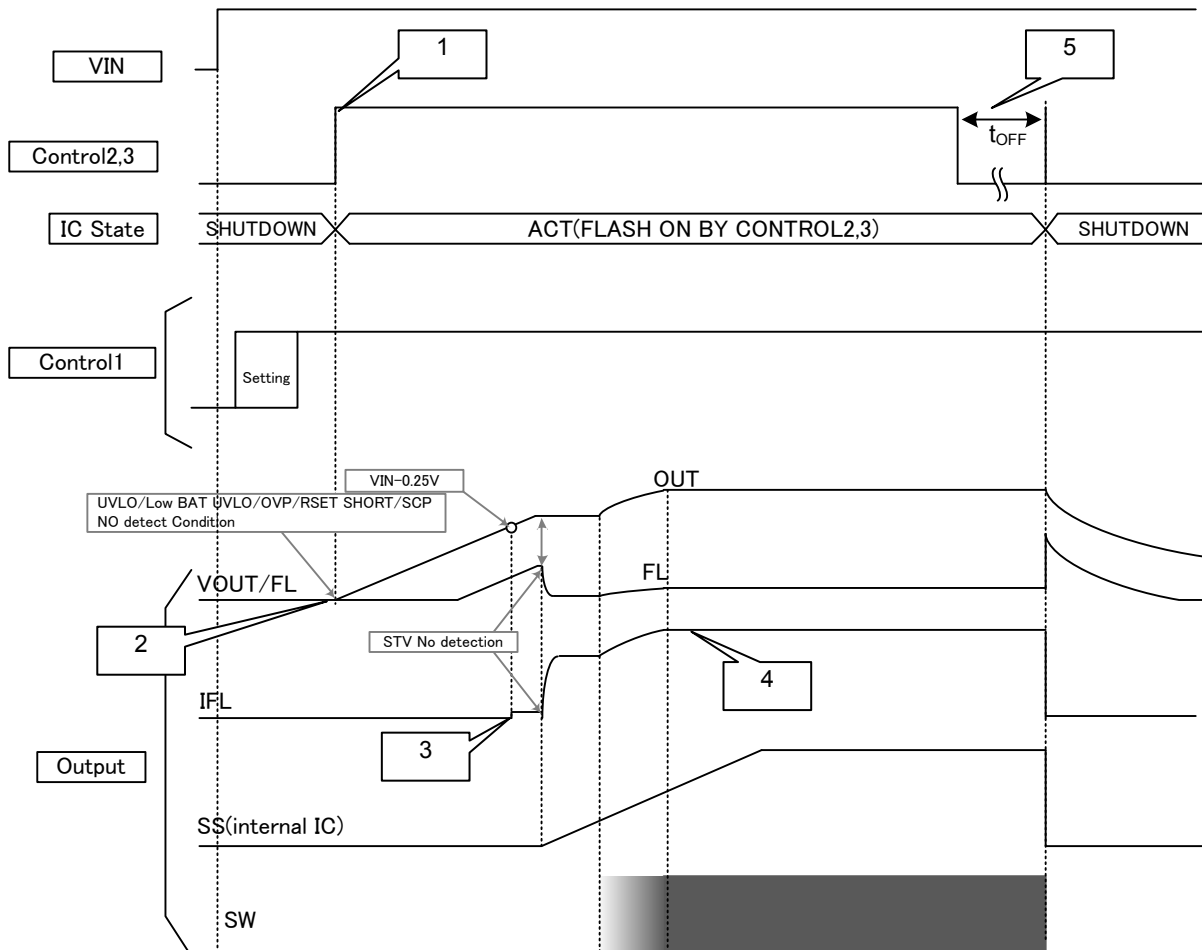 1
5
VIN
tOFF
Control2,3
IC State
SHUTDOWN
ACT(FLASH ON BY CONTROL2,3)
SHUTDOWN
Control1
Setting
VIN-0.25V
OUT
UVLO/Low BAT UVLO/OVP/RSET SHORT/SCP
NO detect Condition
VOUT/FL
FL
2
STV No detection
4
IFL
3
Output
SS(internal IC)
SW